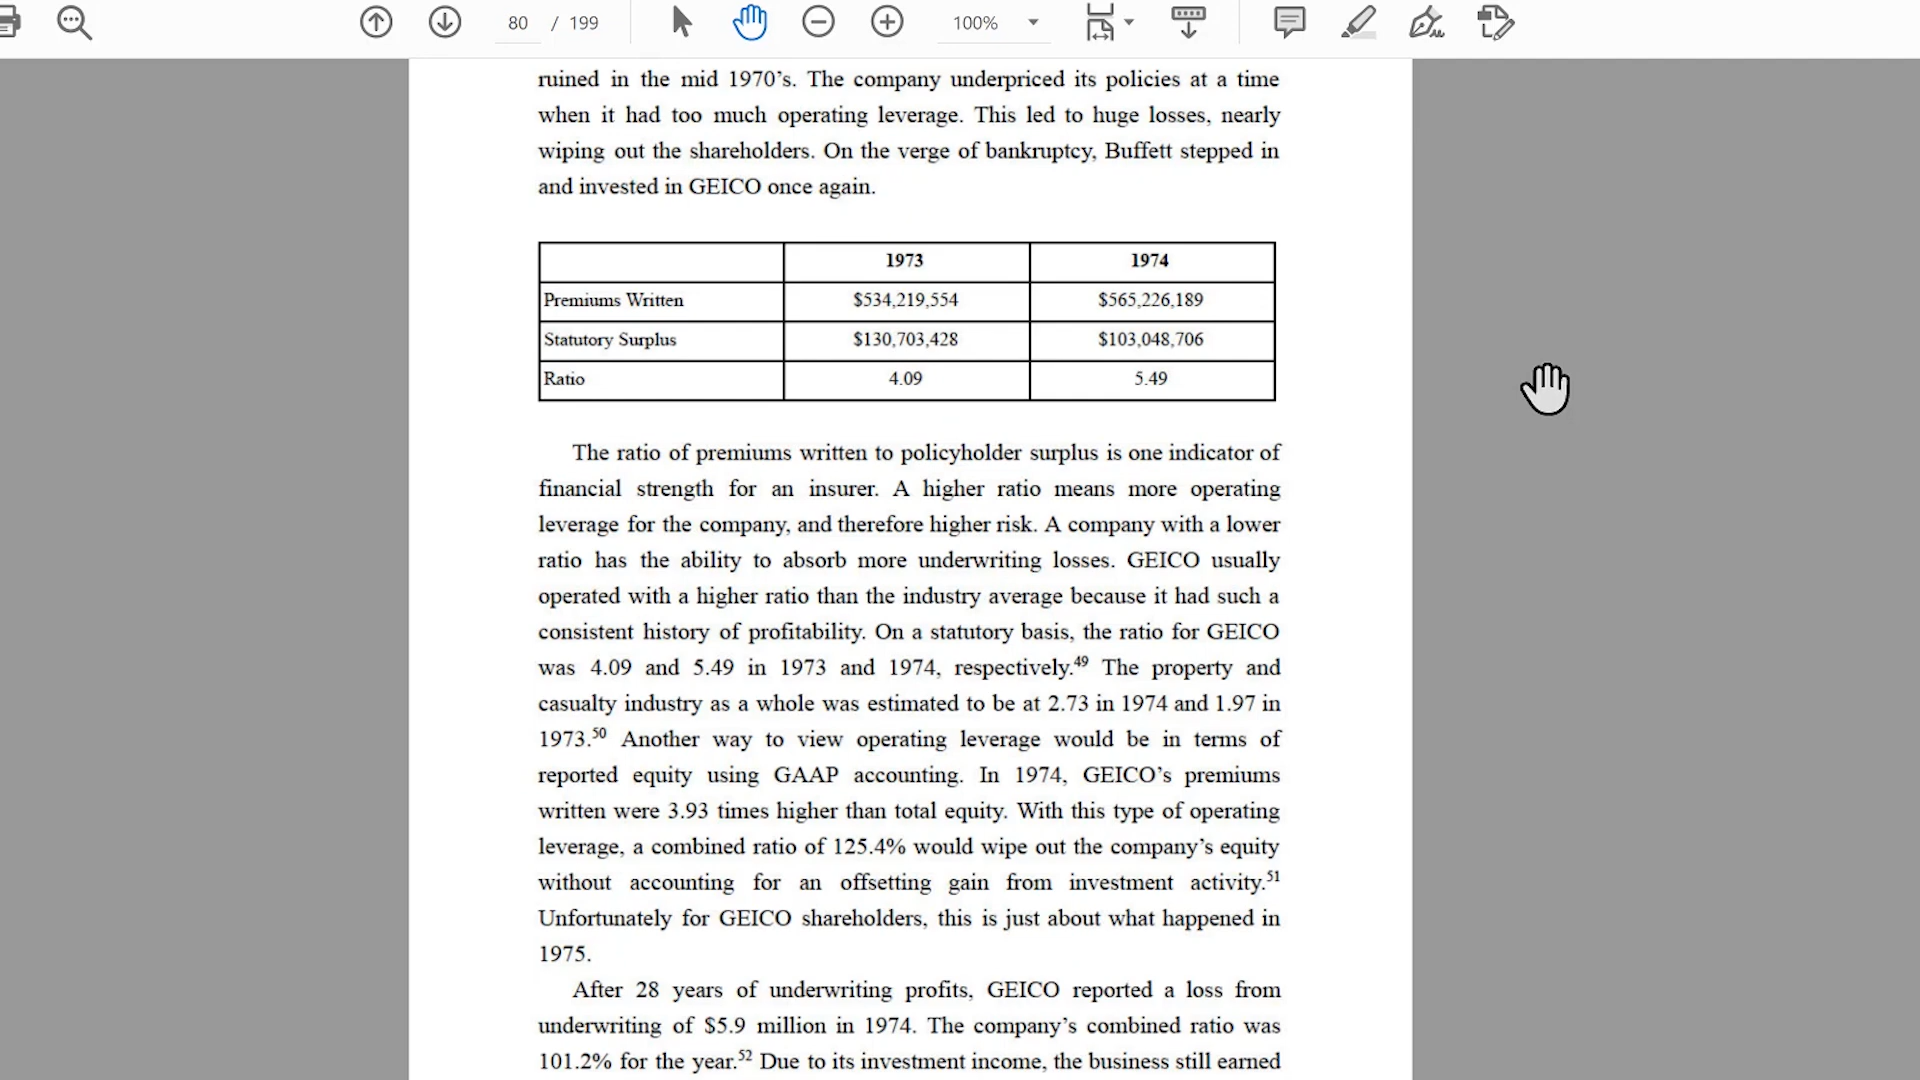 80 / 199
100%
ruined in the mid 1970’s. The company underpriced its policies at a time
when it had too much operating leverage. This led to huge losses, nearly
wiping out the shareholders. On the verge of bankruptcy, Buffett stepped in
and invested in GEICO once again.
1973 1974
Premiums Written $534,219,554 $565,226,189
Statutory Surplus $130,703,428 $103,048,706
Ratio 4.09 5.49
The ratio of premiums written to policyholder surplus is one indicator of
financial strength for an insurer. A higher ratio means more operating
leverage for the company, and therefore higher risk. A company with a lower
ratio has the ability to absorb more underwriting losses. GEICO usually
operated with a higher ratio than the industry average because it had such a
consistent history of profitability. On a statutory basis, the ratio for GEICO
was 4.09 and 5.49 in 1973 and 1974, respectively.49 The property and
casualty industry as a whole was estimated to be at 2.73 in 1974 and 1.97 in
1973.50 Another way to view operating leverage would be in terms of
reported equity using GAAP accounting. In 1974, GEICO’s premiums
written were 3.93 times higher than total equity. With this type of operating
leverage, a combined ratio of 125.4% would wipe out the company’s equity
without accounting for an offsetting gain from investment activity.51
Unfortunately for GEICO shareholders, this is just about what happened in
1975.
After 28 years of underwriting profits, GEICO reported a loss from
underwriting of $5.9 million in 1974. The company’s combined ratio was
101.2% for the year.52 Due to its investment income, the business still earned